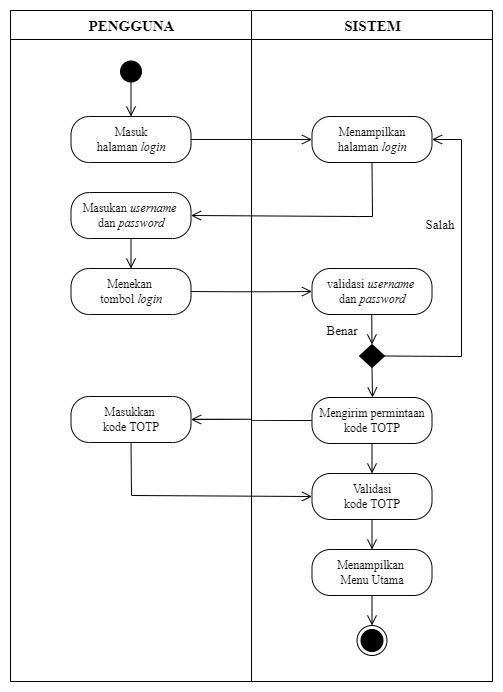 PENGGUNA
SISTEM
Masuk
halaman login
Menampilkan
halaman login
Masukan username
dan password
Salah
Menekan
tombol login
validasi username
dan password
Benar
Masukkan
kode TOTP
Mengirim permintaan
kode TOTP
Validasi
kode TOTP
Menampilkan
Menu Utama